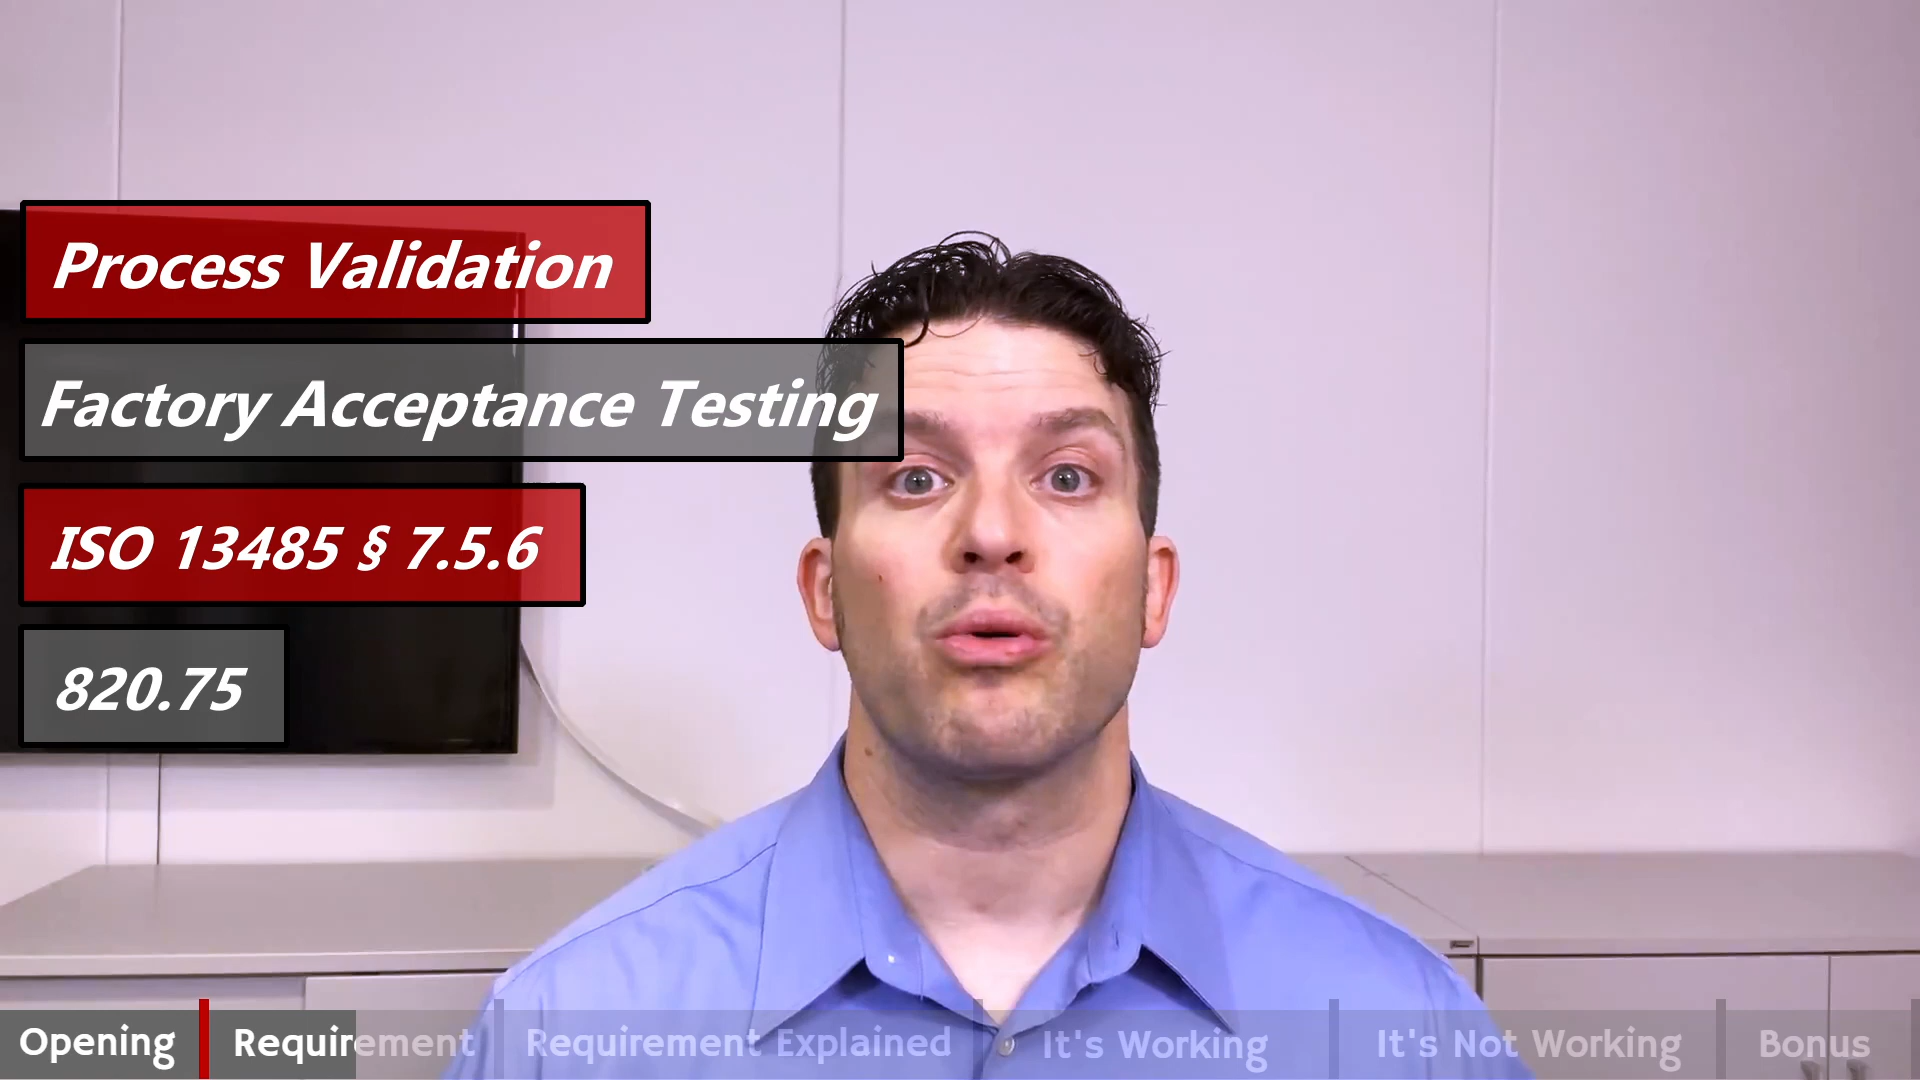 Process Validation
Factory Acceptance Testing
ISO 13485 § 7.5.6
820.75
Opening Requirement Requirement Explained It's Working It's Not Working Bonus